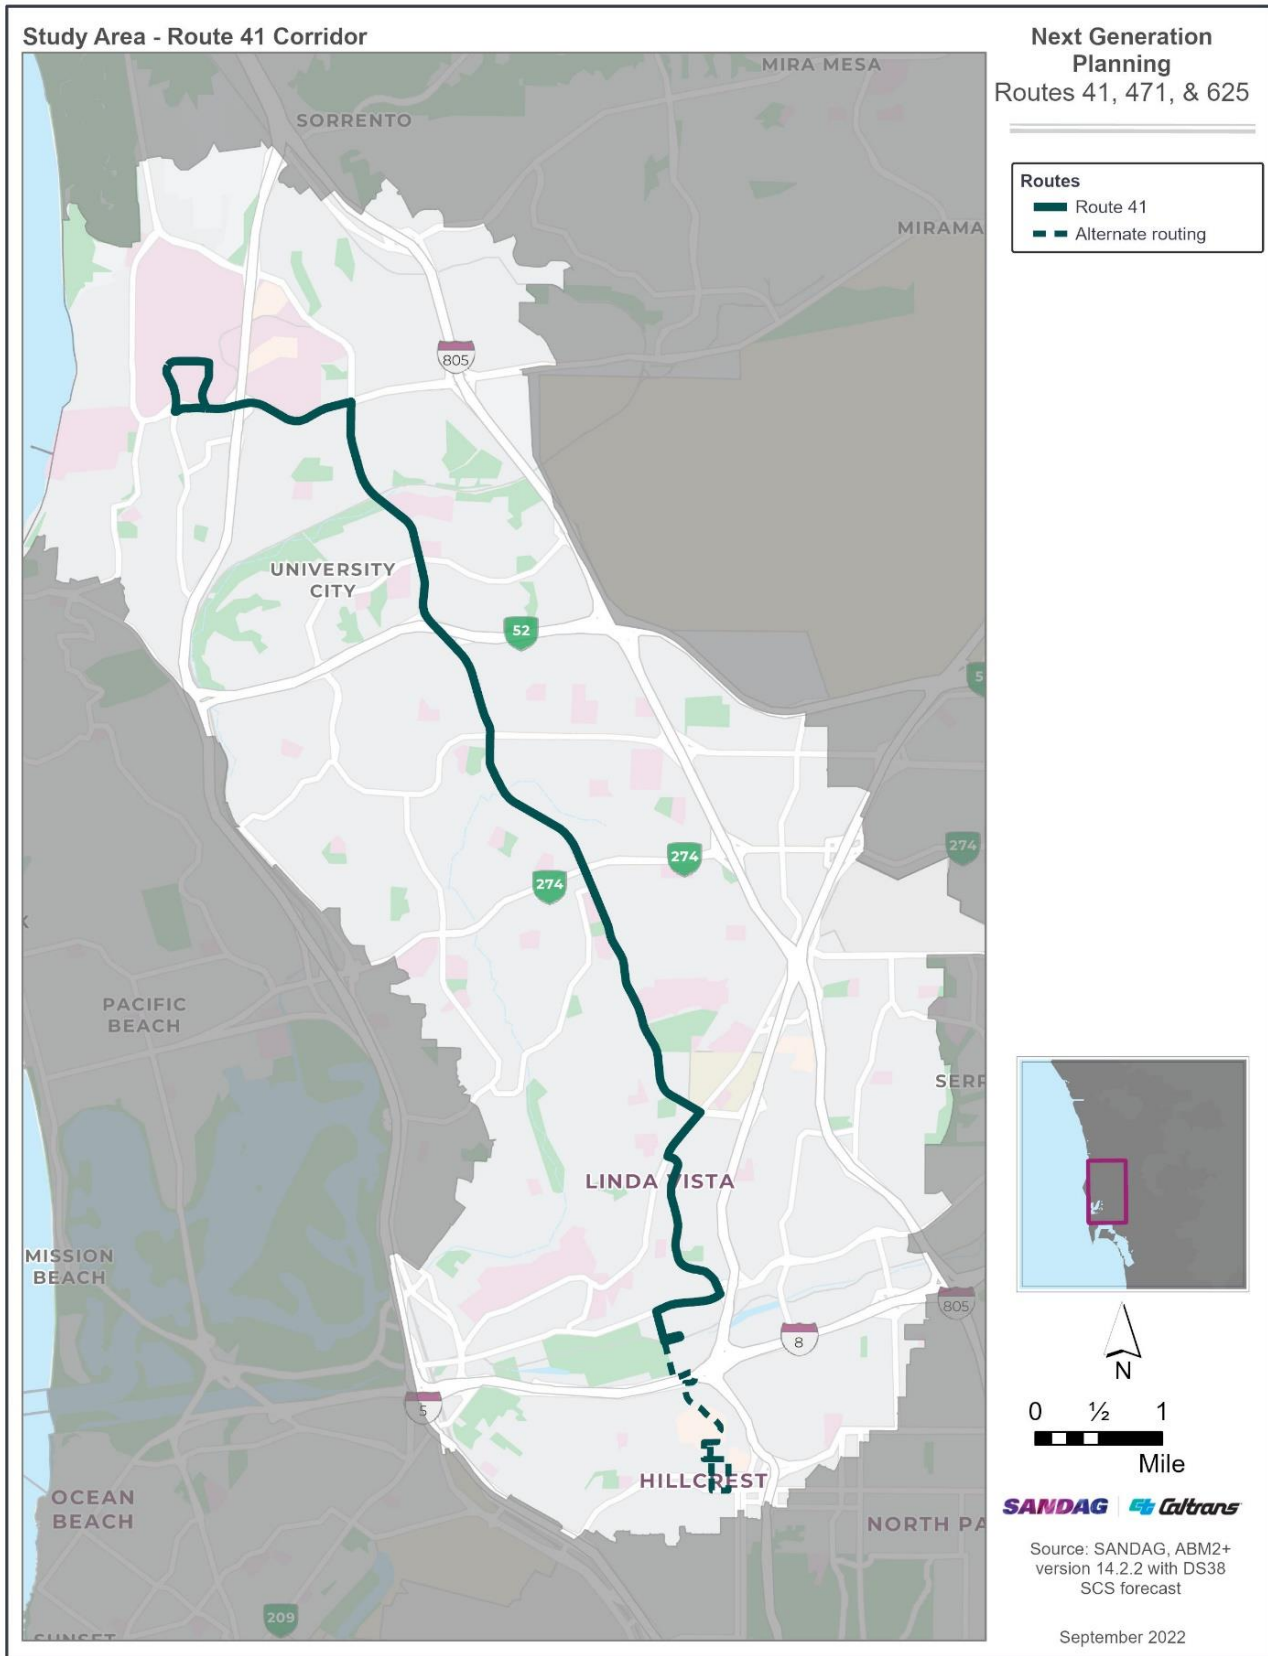 Study Area - Route 41 Corridor
Next Generation
Planning
Routes 41, 471, & 625
Routes
Route 41
Alternate routing
MIRA MESA
SORRENTO
MIRAMA
805
UNIVERSITY
CITY
52
5
274
274
274
PACIFIC
BEACH
SERR
LINDA VISTA
MISSION
BEACH
805
8
5
HILLCREST
OCEAN
BEACH
NORTH PA
209
SUNSET
N
0 ½ 1
Mile
SANDAG Caltrans
Source: SANDAG, ABM2+
version 14.2.2 with DS38
SCS forecast
September 2022